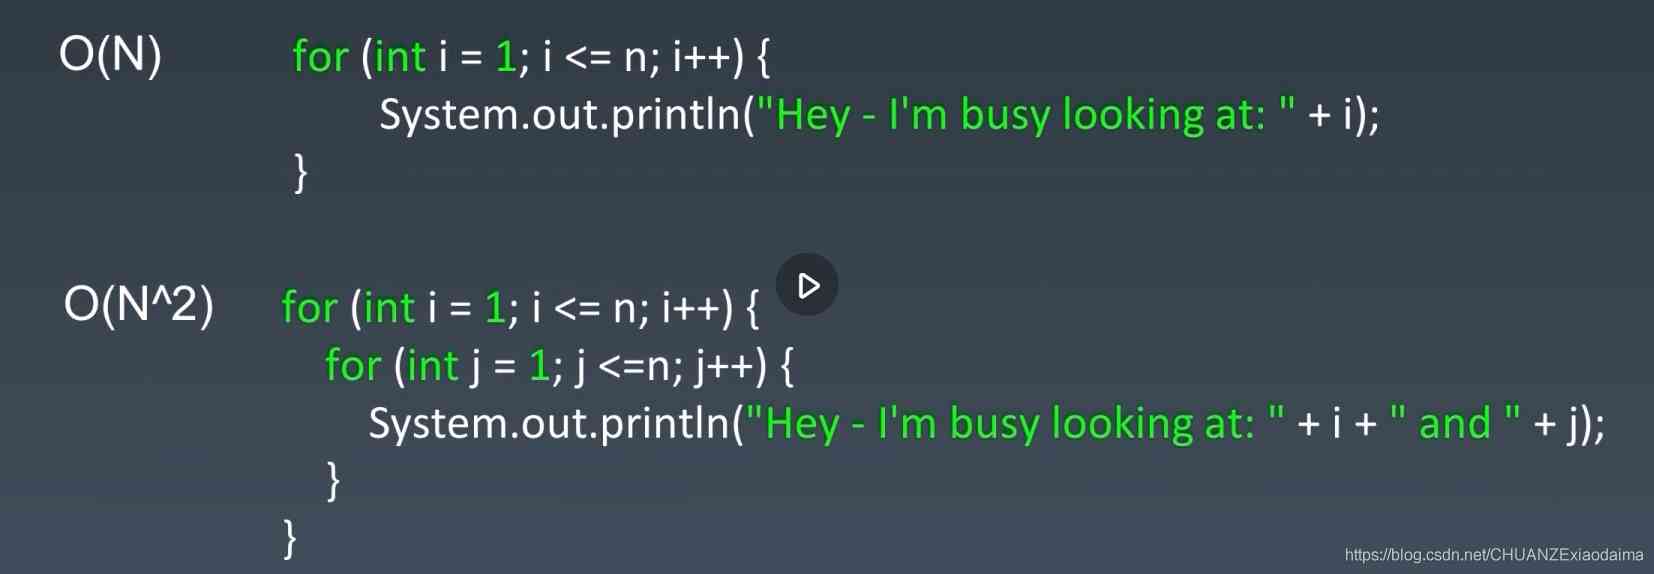 O(N) for (int i = 1; i <= n; i++) {
System.out.println("Hey - I'm busy looking at: " + i);
}
O(N^2) for (int i = 1; i <= n; i++) {
for (int j = 1; j <=n; j++) {
System.out.println("Hey - I'm busy looking at: " + i + " and " + j);
}
}
https://blog.csdn.net/CHUANZExiaodaima